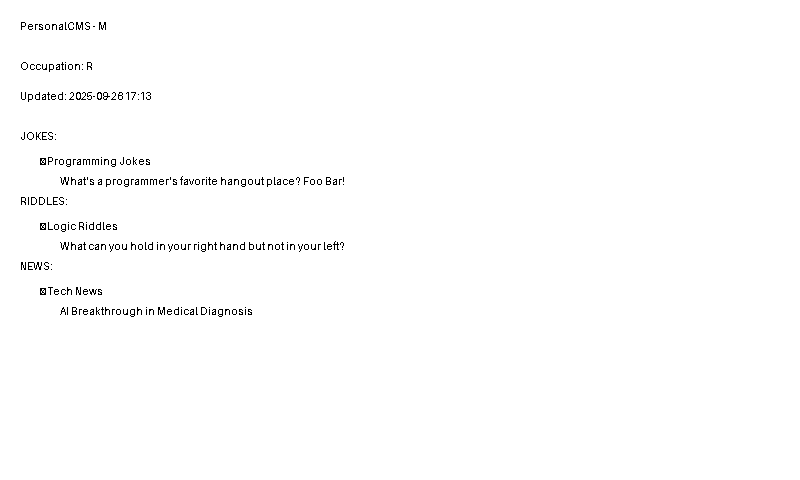 PersonalCMS - M
Occupation: R
Updated: 2025-09-26 17:13
JOKES:
Programming Jokes
What's a programmer's favorite hangout place? Foo Bar!
RIDDLES:
Logic Riddles
What can you hold in your right hand but not in your left?
NEWS:
Tech News
AI Breakthrough in Medical Diagnosis